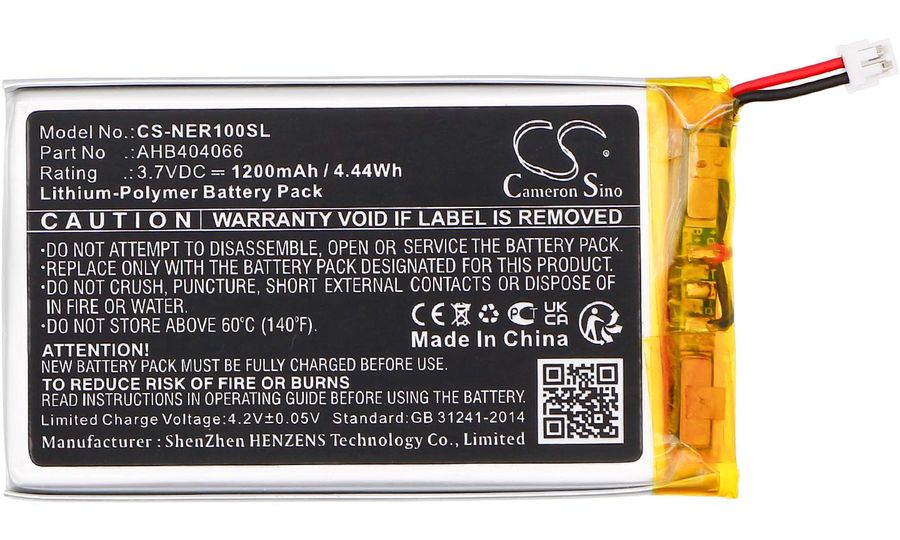 Model No.:CS-NER100SL
Part No :AHB404066
Rating :3.7VDC ⎓ 1200mAh / 4.44Wh
Lithium-Polymer Battery Pack
CS
Cameron Sino
CAUTION WARRANTY VOID IF LABEL IS REMOVED
•DO NOT ATTEMPT TO DISASSEMBLE, OPEN OR SERVICE THE BATTERY PACK.
•REPLACE ONLY WITH THE BATTERY PACK DESIGNATED FOR THIS PRODUCT.
•DO NOT CRUSH, PUNCTURE, SHORT EXTERNAL CONTACTS OR DISPOSE OF
IN FIRE OR WATER.
•DO NOT STORE ABOVE 60°C (140°F).
CE PC UK CA
Made In China
ATTENTION!
NEW BATTERY PACK MUST BE FULLY CHARGED BEFORE USE.
TO REDUCE RISK OF FIRE OR BURNS
READ INSTRUCTIONS IN OPERATING GUIDE BEFORE BATTERY USE.
Limited Charge Voltage:4.2V±0.05V Standard:GB 31241-2014
Manufacturer: ShenZhen HENZENS Technology Co., Limited